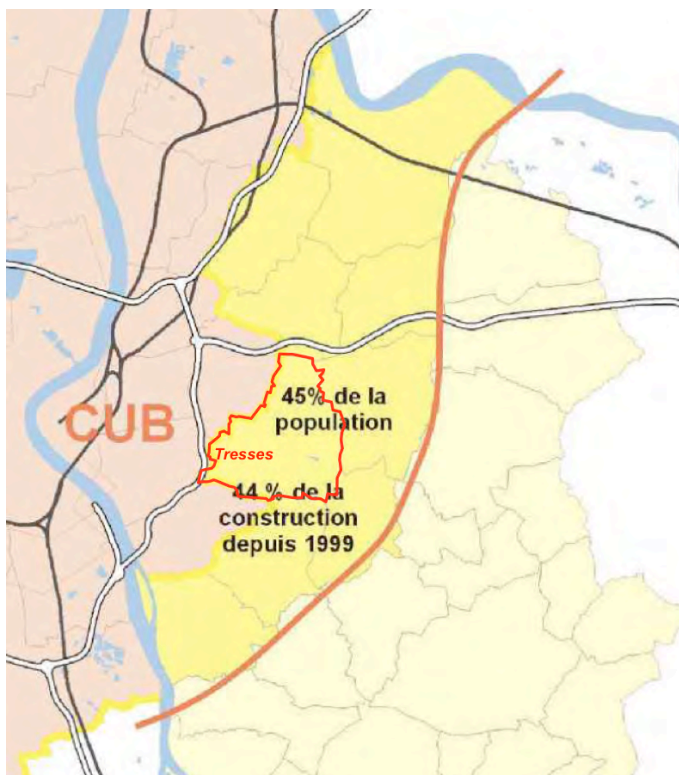 45% de la
population
CUB
Tresses
44 % de la
construction
depuis 1999